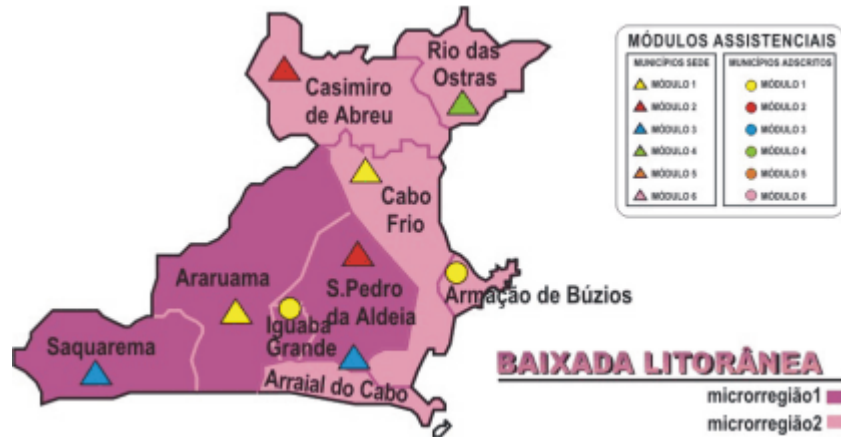 Rio das
Ostras
Casimiro
de Abreu
Cabo
Frio
Araruama
S.Pedro
da Aldeia
Armação de Búzios
Iguaba
Grande
Saquarema
Arraial do Cabo
MÓDULOS ASSISTENCIAIS
MUNICÍPIOS SEDE
MÓDULO 1
MÓDULO 2
MÓDULO 3
MÓDULO 4
MÓDULO 5
MÓDULO 6
MUNICÍPIOS ADSCRITOS
MÓDULO 1
MÓDULO 2
MÓDULO 3
MÓDULO 4
MÓDULO 5
MÓDULO 6
BAIXADA LITORÂNEA
microrregião1
microrregião2